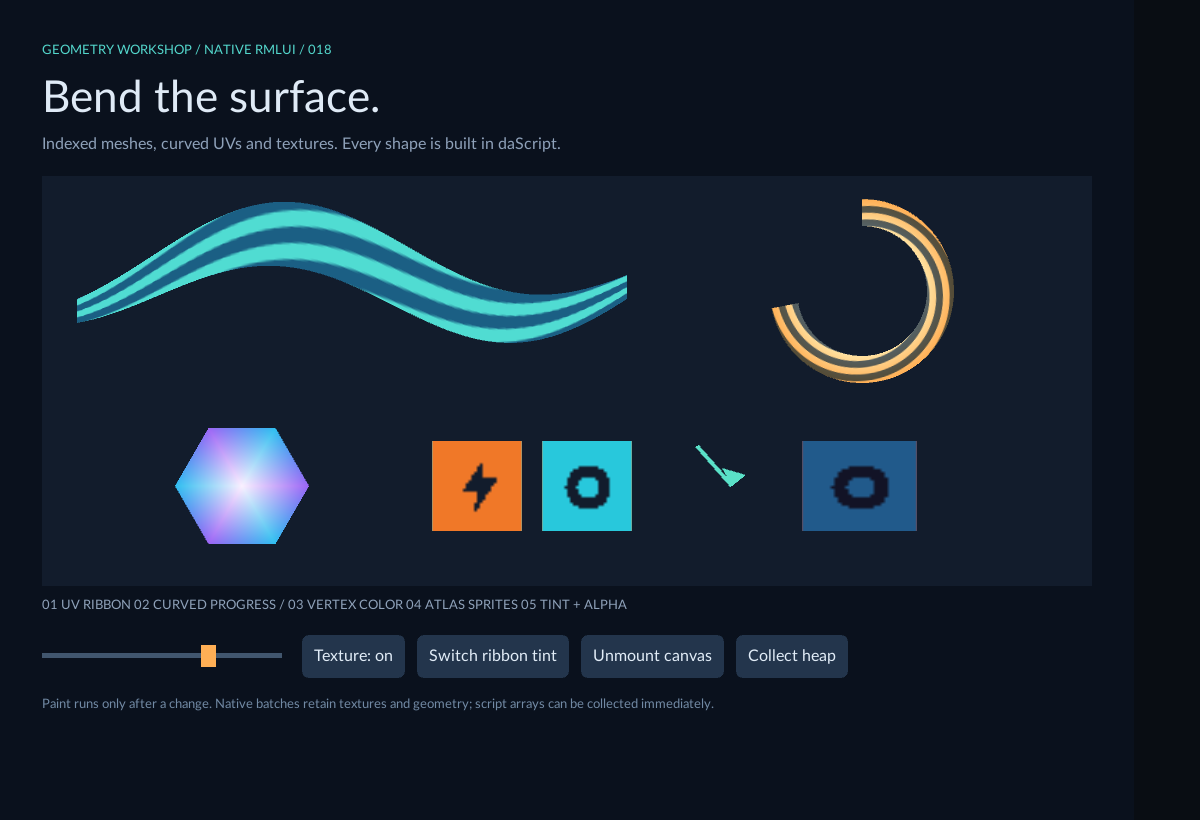 GEOMETRY WORKSHOP / NATIVE RMLUI / 018
Bend the surface.
Indexed meshes, curved UVs and textures. Every shape is built in daScript.
01 UV RIBBON 02 CURVED PROGRESS / 03 VERTEX COLOR 04 ATLAS SPRITES 05 TINT + ALPHA
Texture: on
Switch ribbon tint
Unmount canvas
Collect heap
Paint runs only after a change. Native batches retain textures and geometry; script arrays can be collected immediately.